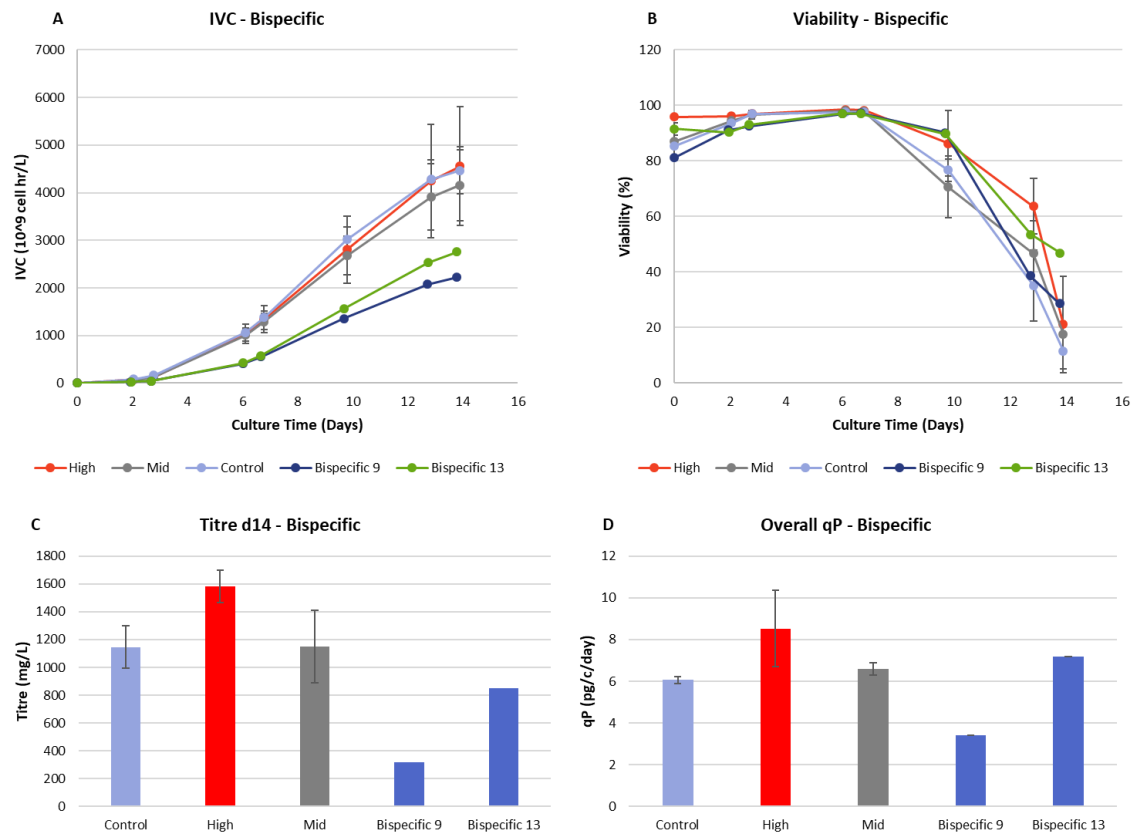 A
IVC - Bispecific
IVC (10^9 cell hr/L)
7000
6000
5000
4000
3000
2000
1000
0
0 2 4 6 8 10 12 14 16
Culture Time (Days)
High Mid Control Bispecific 9 Bispecific 13
B
Viability - Bispecific
Viability (%)
120
100
80
60
40
20
0
0 2 4 6 8 10 12 14 16
Culture Time (Days)
High Mid Control Bispecific 9 Bispecific 13
C
Titre d14 - Bispecific
Titre (mg/L)
1800
1600
1400
1200
1000
800
600
400
200
0
Control High Mid Bispecific 9 Bispecific 13
D
Overall qP - Bispecific
qP (pg/c/day)
12
10
8
6
4
2
0
Control High Mid Bispecific 9 Bispecific 13